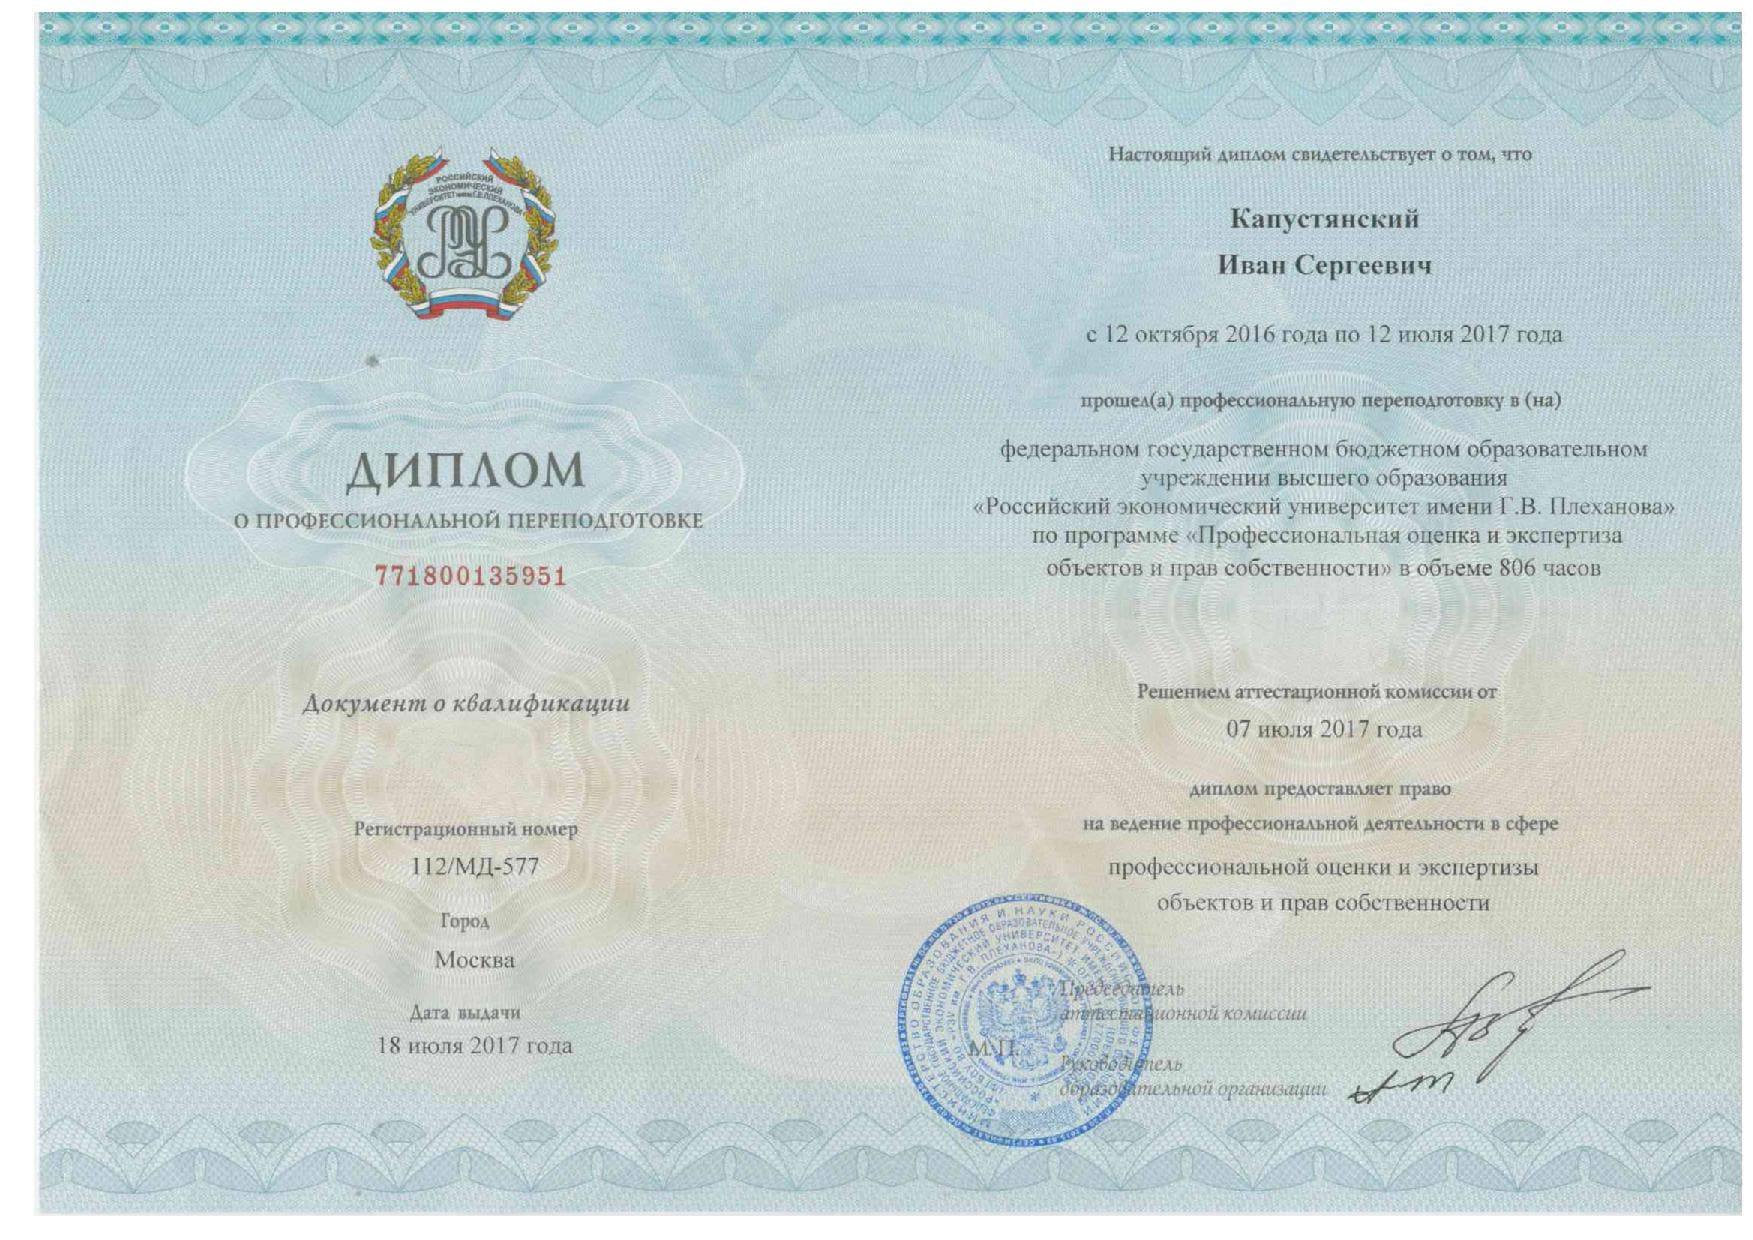 РОССИЙСКИЙ
ЭКОНОМИЧЕСКИЙ
УНИВЕРСИТЕТ имени Г.В. ПЛЕХАНОВА
ДИПЛОМ
О ПРОФЕССИОНАЛЬНОЙ ПЕРЕПОДГОТОВКЕ
771800135951
Документ о квалификации
Регистрационный номер
112/МД-577
Город
Москва
Дата выдачи
18 июля 2017 года
Настоящий диплом свидетельствует о том, что
Капустянский
Иван Сергеевич
с 12 октября 2016 года по 12 июля 2017 года
прошел(а) профессиональную переподготовку в (на)
федеральном государственном бюджетном образовательном
учреждении высшего образования
«Российский экономический университет имени Г.В. Плеханова»
по программе «Профессиональная оценка и экспертиза
объектов и прав собственности» в объеме 806 часов
Решением аттестационной комиссии от
07 июля 2017 года
диплом предоставляет право
на ведение профессиональной деятельности в сфере
профессиональной оценки и экспертизы
объектов и прав собственности
Председатель
аттестационной комиссии
М.П.
Руководитель
образовательной организации